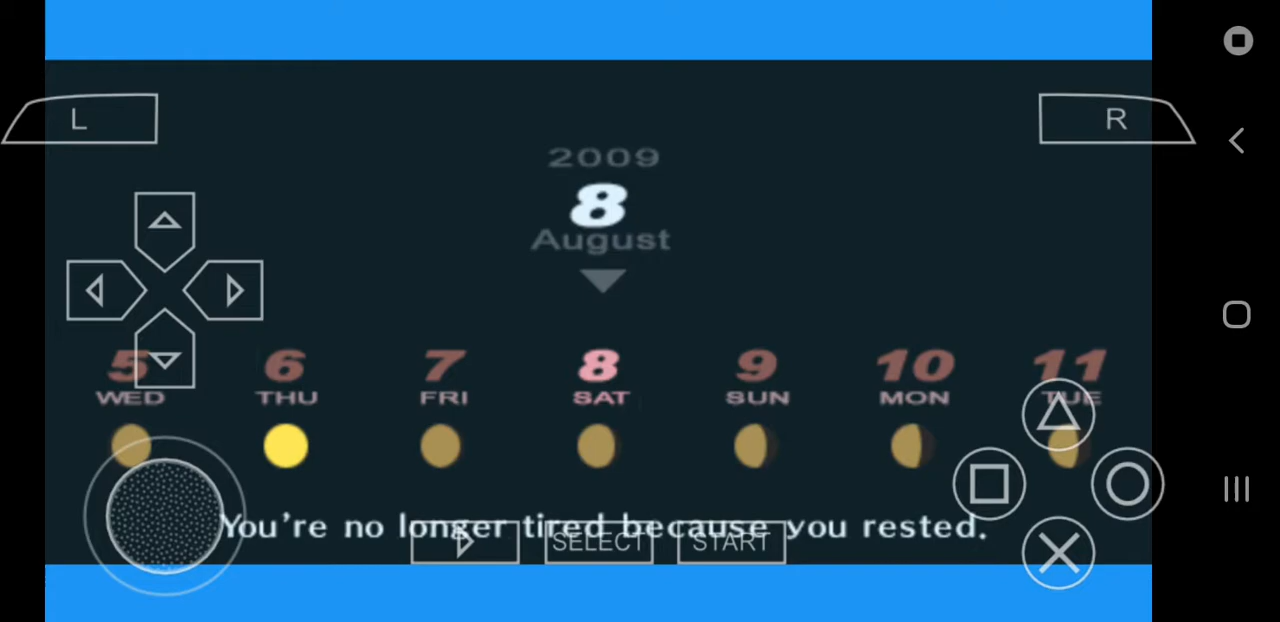 L
R
2009
8
August
5 6 7 8 9 10 11
WED THU FRI SAT SUN MON TUE
You're no longer tired because you rested.
SELECT START